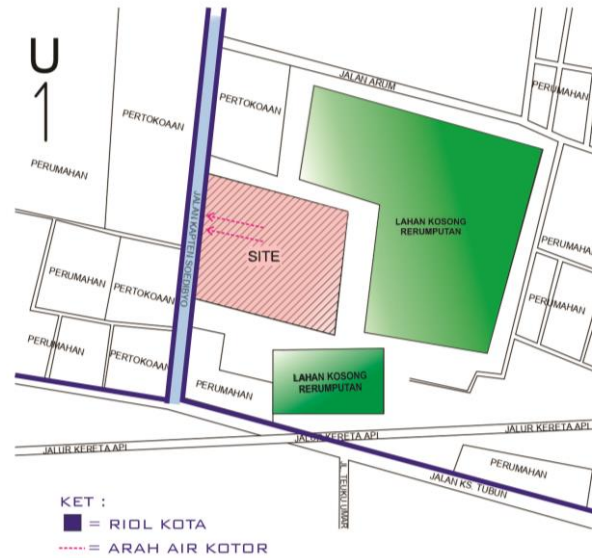 U
JALAN ARUM
PERUMAHAN
PERTOKOAAN
PERTOKOAAN
PERUMAHAN
LAHAN KOSONG
RERUMPUTAN
PERUMAHAN
JALAN KAPTEN SOEDIBYO
SITE
PERUMAHAN
PERTOKOAAN
PERUMAHAN
PERUMAHAN
PERTOKOAAN
PERUMAHAN
LAHAN KOSONG
RERUMPUTAN
JALUR KERETA API
JALUR KERETA API
JALUR KERETA API
PERUMAHAN
JL. TEUKU UMAR
JALAN KS. TUBUN
KET :
= RIOL KOTA
= ARAH AIR KOTOR